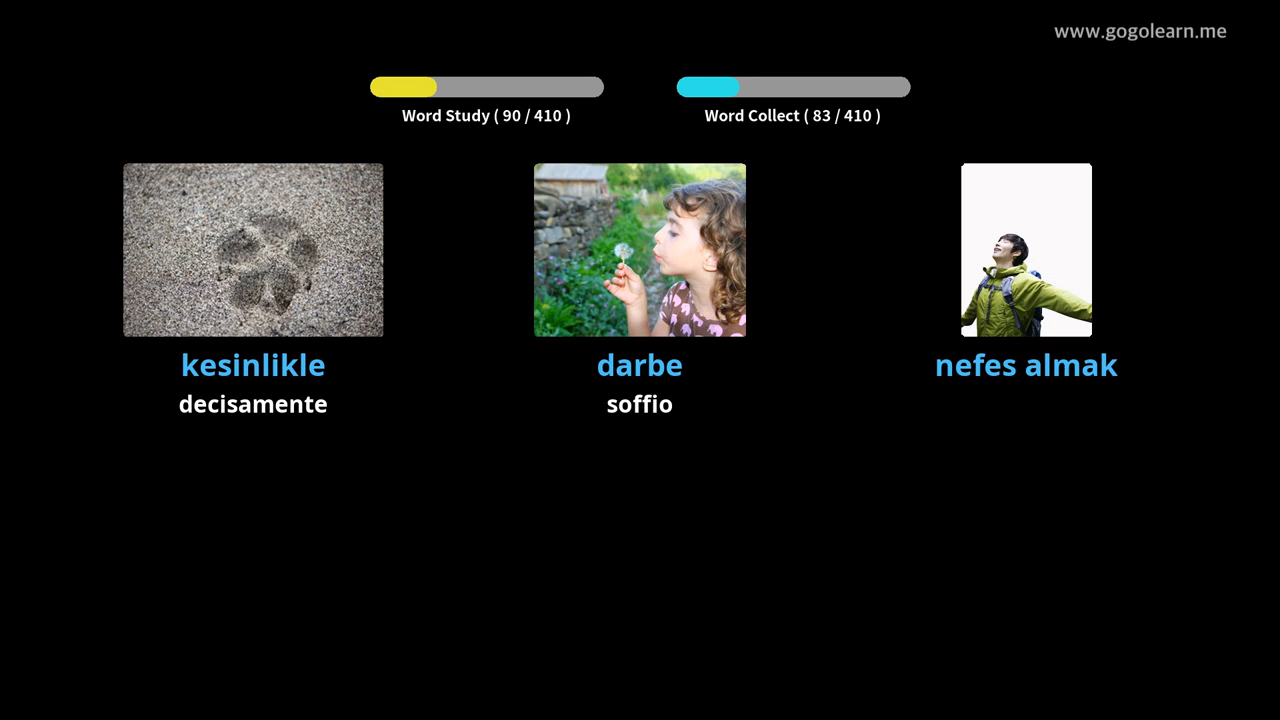 www.gogolearn.me
Word Study ( 90 / 410 )
Word Collect ( 83 / 410 )
kesinlikle
darbe
nefes almak
decisamente
soffio